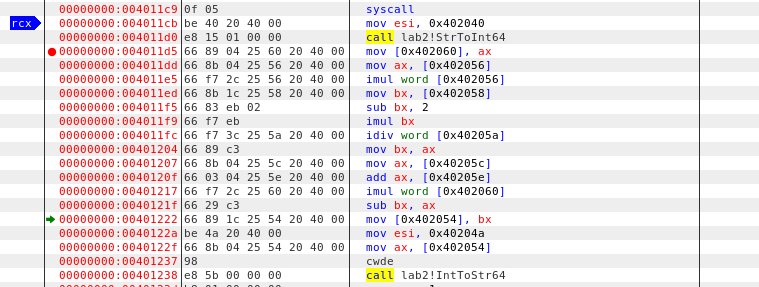 00000000:004011c9 0f 05 syscall
rcx 00000000:004011cb be 40 20 40 00 mov esi, 0x402040
00000000:004011d0 e8 15 01 00 00 call lab2!StrToInt64
00000000:004011d5 66 89 04 25 60 20 40 00 mov [0x402060], ax
00000000:004011dd 66 8b 04 25 56 20 40 00 mov ax, [0x402056]
00000000:004011e5 66 f7 2c 25 56 20 40 00 imul word [0x402056]
00000000:004011ed 66 8b 1c 25 58 20 40 00 mov bx, [0x402058]
00000000:004011f5 66 83 eb 02 sub bx, 2
00000000:004011f9 66 f7 eb imul bx
00000000:004011fc 66 f7 3c 25 5a 20 40 00 idiv word [0x40205a]
00000000:00401204 66 89 c3 mov bx, ax
00000000:00401207 66 8b 04 25 5c 20 40 00 mov ax, [0x40205c]
00000000:0040120f 66 03 04 25 5e 20 40 00 add ax, [0x40205e]
00000000:00401217 66 f7 2c 25 60 20 40 00 imul word [0x402060]
00000000:0040121f 66 29 c3 sub bx, ax
00000000:00401222 66 89 1c 25 54 20 40 00 mov [0x402054], bx
00000000:0040122a be 4a 20 40 00 mov esi, 0x40204a
00000000:0040122f 66 8b 04 25 54 20 40 00 mov ax, [0x402054]
00000000:00401237 98 cwde
00000000:00401238 e8 5b 00 00 00 call lab2!IntToStr64